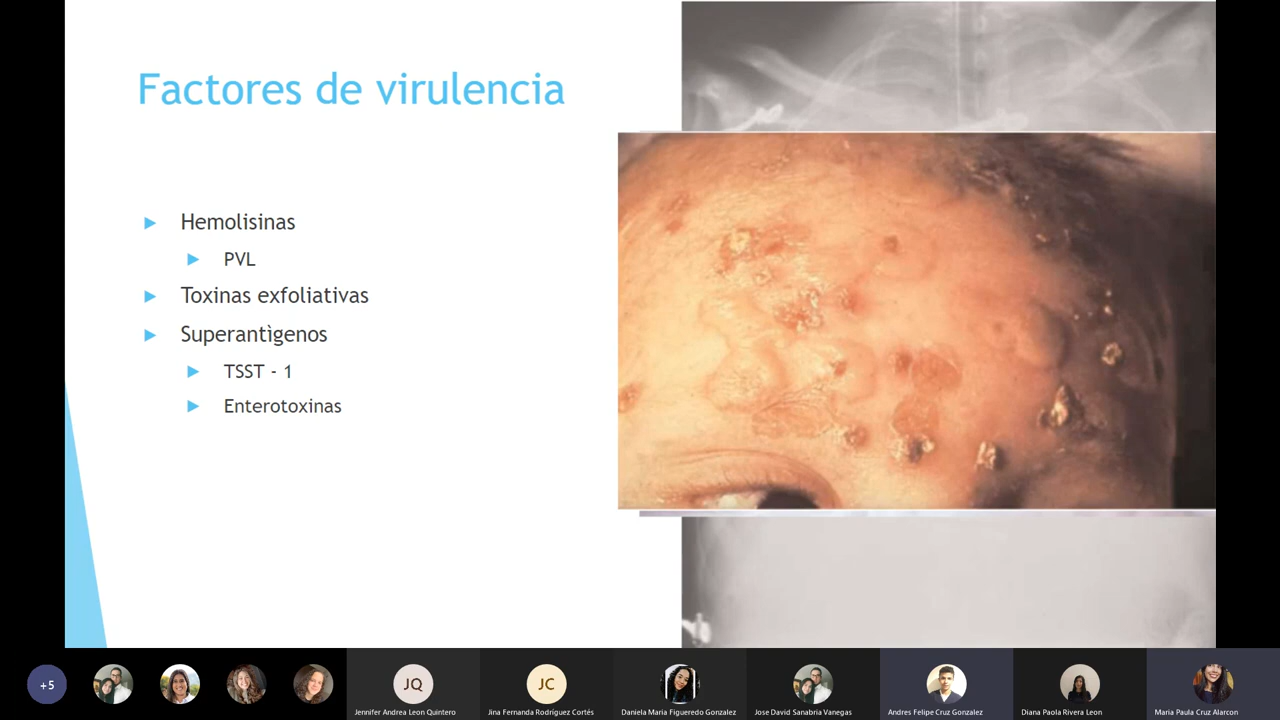 Factores de virulencia
Hemolisinas
PVL
Toxinas exfoliativas
Superantìgenos
TSST - 1
Enterotoxinas
+5
JQ
JC
Jennifer Andrea Leon Quintero
Jina Fernanda Rodríguez Cortés
Daniela Maria Figueredo Gonzalez
Jose David Sanabria Vanegas
Andres Felipe Cruz Gonzalez
Diana Paola Rivera Leon
Maria Paula Cruz Alarcon